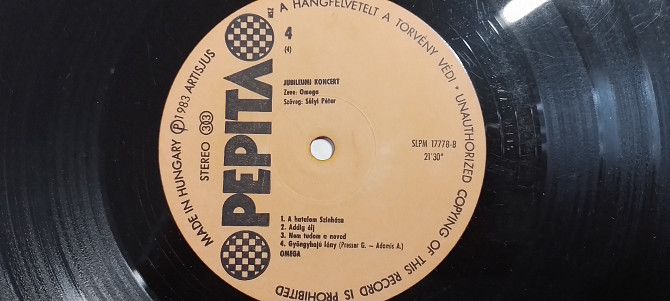 A HANGFELVÉTELT A TÖRVÉNY VÉDI • UNAUTHORIZED COPYING OF THIS RECORD IS PROHIBITED
MADE IN HUNGARY Ⓟ 1983 ARTISJUS
STEREO 33
PEPITA
4
(4)
JUBILEUMI KONCERT
Zene: Omega
Szöveg: Sülyi Péter
SLPM 17778-B
21'30"
1. A hatalom Színháza
2. Addig élj
3. Nem tudom a neved
4. Gyöngyhajú lány (Presser G. – Adamis A.)
OMEGA